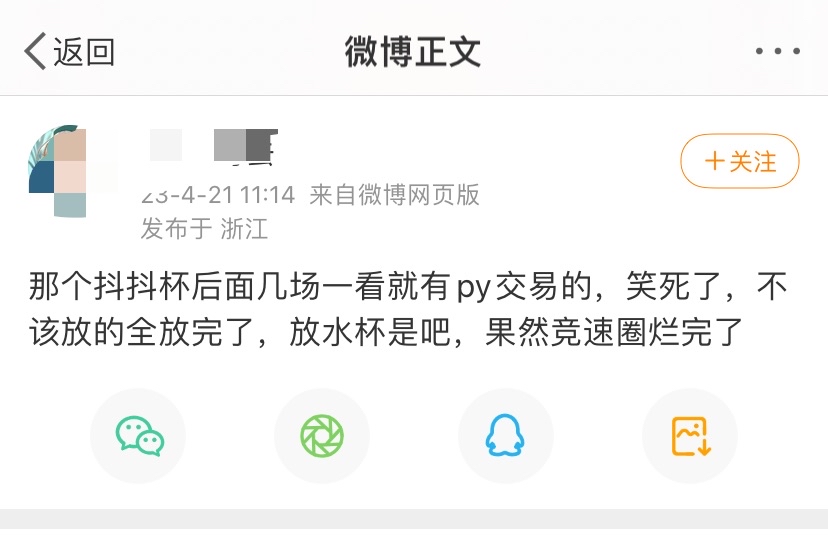 返回
微博正文
23-4-21 11:14 来自微博网页版
发布于 浙江
+关注
那个抖抖杯后面几场一看就有py交易的，笑死了，不
该放的全放完了，放水杯是吧，果然竞速圈烂完了